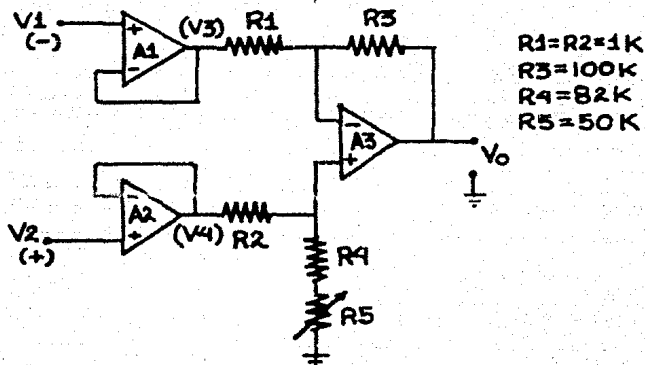 V1
(-)
+
A1
-
(V3)
R1
R3
R1=R2=1K
R3=100K
R4=82K
R5=50K
-
A3
+
Vo
-
A2
+
V2
(+)
(V4)
R2
R4
R5